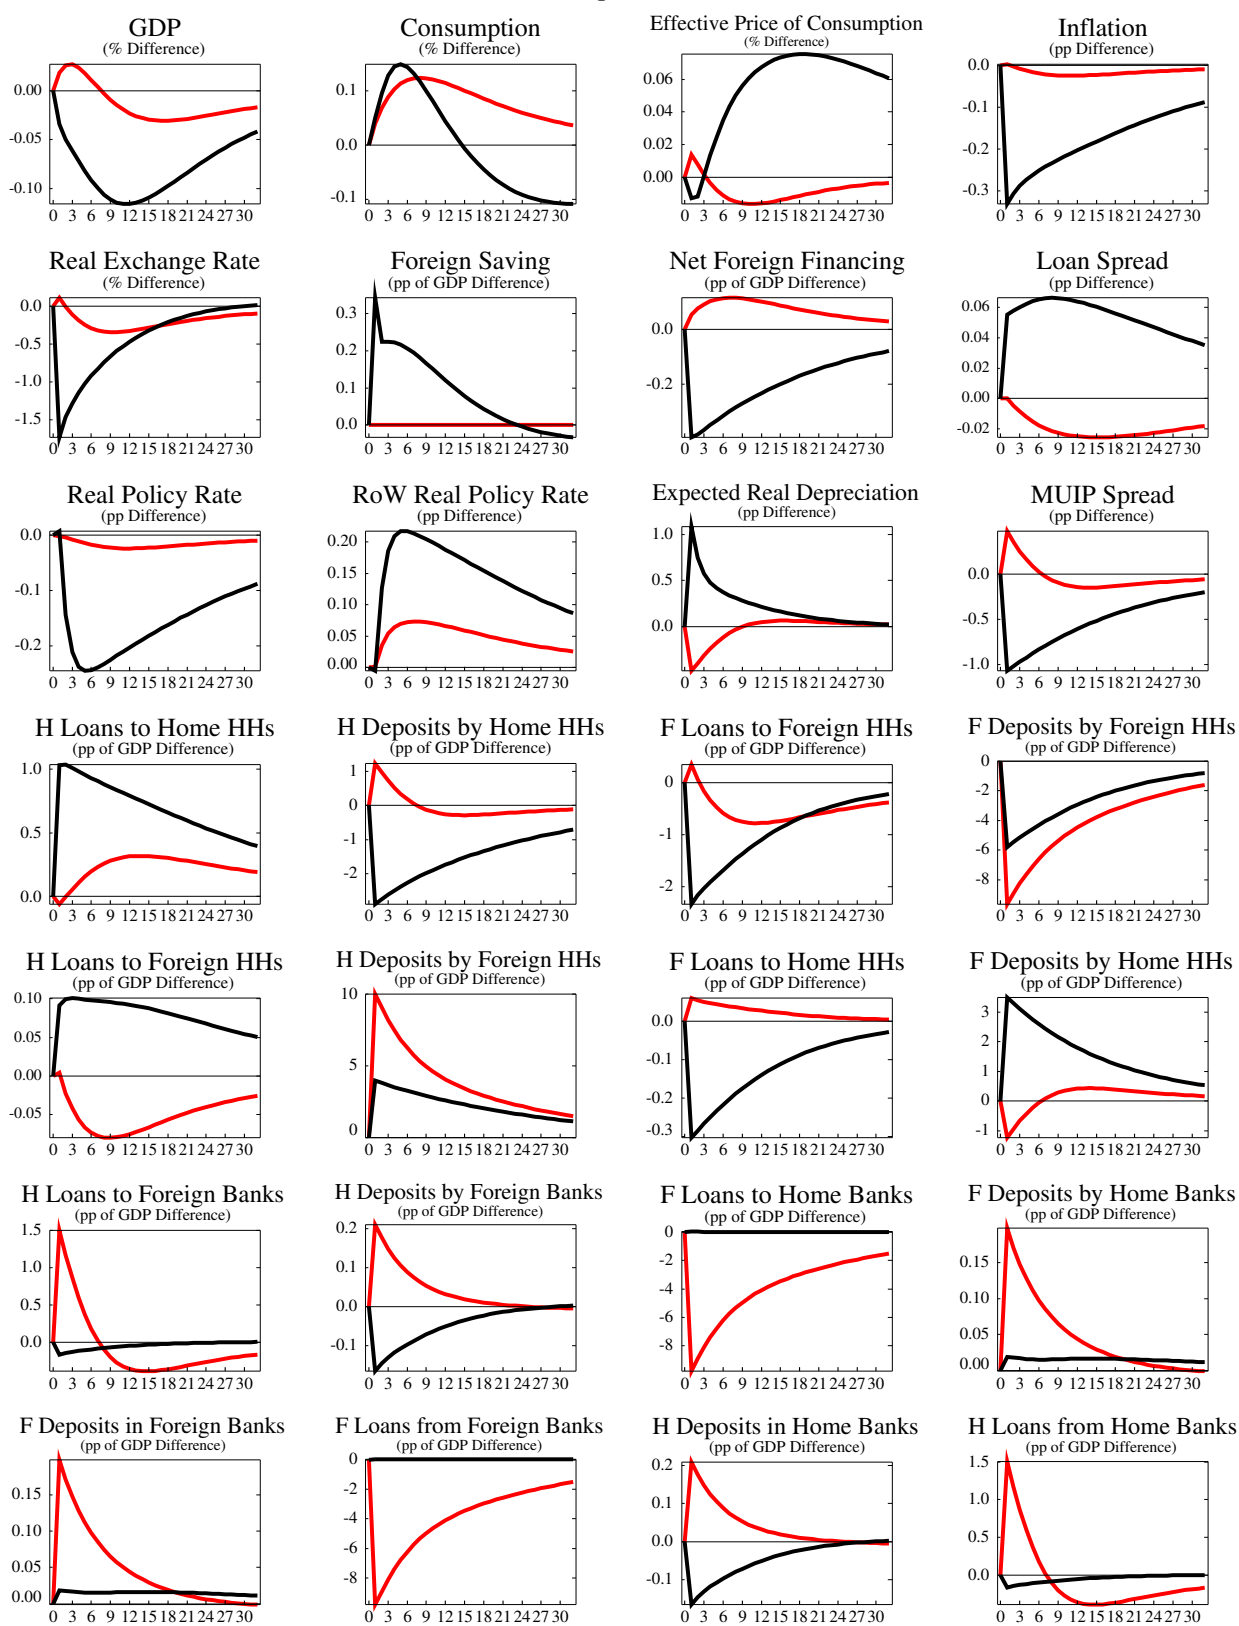 GDP
(% Difference)
0.00
-0.05
-0.10
0 3 6 9 12 15 18 21 24 27 30
Consumption
(% Difference)
0.1
0.0
-0.1
0 3 6 9 12 15 18 21 24 27 30
Effective Price of Consumption
(% Difference)
0.06
0.04
0.02
0.00
0 3 6 9 12 15 18 21 24 27 30
Inflation
(pp Difference)
0.0
-0.1
-0.2
-0.3
0 3 6 9 12 15 18 21 24 27 30
Real Exchange Rate
(% Difference)
0.0
-0.5
-1.0
-1.5
0 3 6 9 12 15 18 21 24 27 30
Foreign Saving
(pp of GDP Difference)
0.3
0.2
0.1
0.0
0 3 6 9 12 15 18 21 24 27 30
Net Foreign Financing
(pp of GDP Difference)
0.0
-0.2
0 3 6 9 12 15 18 21 24 27 30
Loan Spread
(pp Difference)
0.06
0.04
0.02
0.00
-0.02
0 3 6 9 12 15 18 21 24 27 30
Real Policy Rate
(pp Difference)
0.0
-0.1
-0.2
0 3 6 9 12 15 18 21 24 27 30
RoW Real Policy Rate
(pp Difference)
0.20
0.15
0.10
0.05
0.00
0 3 6 9 12 15 18 21 24 27 30
Expected Real Depreciation
(pp Difference)
1.0
0.5
0.0
0 3 6 9 12 15 18 21 24 27 30
MUIP Spread
(pp Difference)
0.0
-0.5
-1.0
0 3 6 9 12 15 18 21 24 27 30
H Loans to Home HHs
(pp of GDP Difference)
1.0
0.5
0.0
0 3 6 9 12 15 18 21 24 27 30
H Deposits by Home HHs
(pp of GDP Difference)
1
0
-1
-2
0 3 6 9 12 15 18 21 24 27 30
F Loans to Foreign HHs
(pp of GDP Difference)
0
-1
-2
0 3 6 9 12 15 18 21 24 27 30
F Deposits by Foreign HHs
(pp of GDP Difference)
0
-2
-4
-6
-8
0 3 6 9 12 15 18 21 24 27 30
H Loans to Foreign HHs
(pp of GDP Difference)
0.10
0.05
0.00
-0.05
0 3 6 9 12 15 18 21 24 27 30
H Deposits by Foreign HHs
(pp of GDP Difference)
10
5
0
0 3 6 9 12 15 18 21 24 27 30
F Loans to Home HHs
(pp of GDP Difference)
0.0
-0.1
-0.2
-0.3
0 3 6 9 12 15 18 21 24 27 30
F Deposits by Home HHs
(pp of GDP Difference)
3
2
1
0
-1
0 3 6 9 12 15 18 21 24 27 30
H Loans to Foreign Banks
(pp of GDP Difference)
1.5
1.0
0.5
0.0
0 3 6 9 12 15 18 21 24 27 30
H Deposits by Foreign Banks
(pp of GDP Difference)
0.2
0.1
0.0
-0.1
0 3 6 9 12 15 18 21 24 27 30
F Loans to Home Banks
(pp of GDP Difference)
0
-2
-4
-6
-8
0 3 6 9 12 15 18 21 24 27 30
F Deposits by Home Banks
(pp of GDP Difference)
0.15
0.10
0.05
0.00
0 3 6 9 12 15 18 21 24 27 30
F Deposits in Foreign Banks
(pp of GDP Difference)
0.15
0.10
0.05
0.00
0 3 6 9 12 15 18 21 24 27 30
F Loans from Foreign Banks
(pp of GDP Difference)
0
-2
-4
-6
-8
0 3 6 9 12 15 18 21 24 27 30
H Deposits in Home Banks
(pp of GDP Difference)
0.2
0.1
0.0
-0.1
0 3 6 9 12 15 18 21 24 27 30
H Loans from Home Banks
(pp of GDP Difference)
1.5
1.0
0.5
0.0
0 3 6 9 12 15 18 21 24 27 30